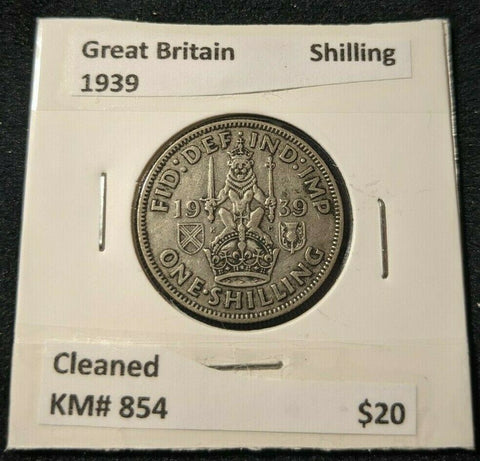 Great Britain Shilling
1939
FID:DEF:IND:IMP
19 39
ONE·SHILLING
Cleaned
KM# 854 $20